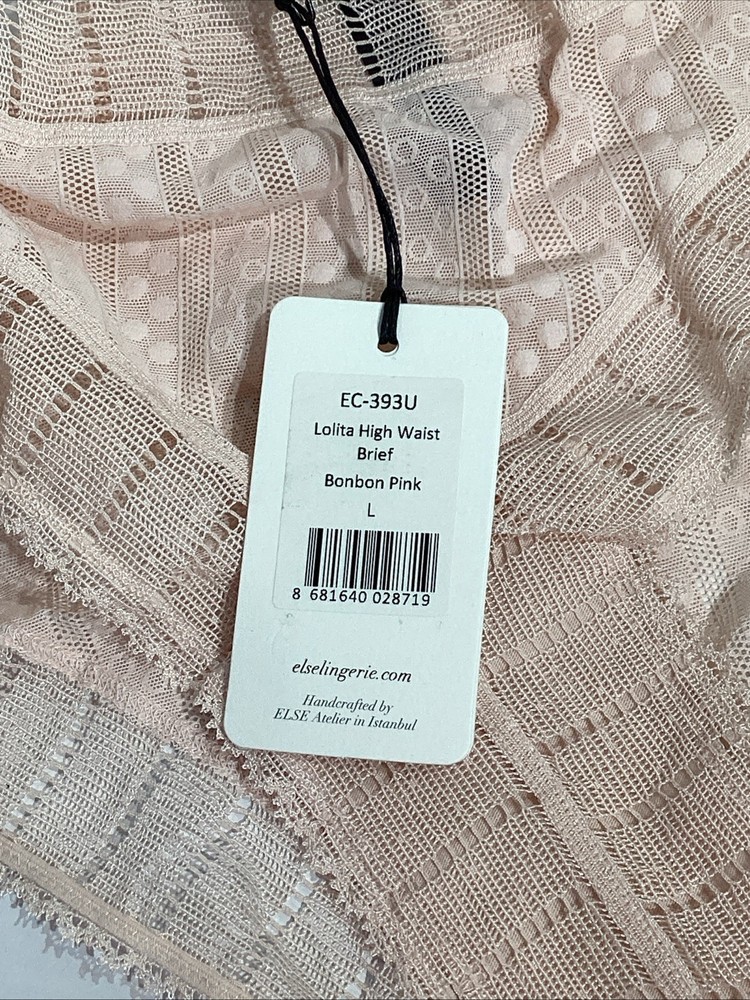 EC-393U
Lolita High Waist
Brief
Bonbon Pink
L
8 681640 028719
elselingerie.com
Handcrafted by
ELSE Atelier in Istanbul